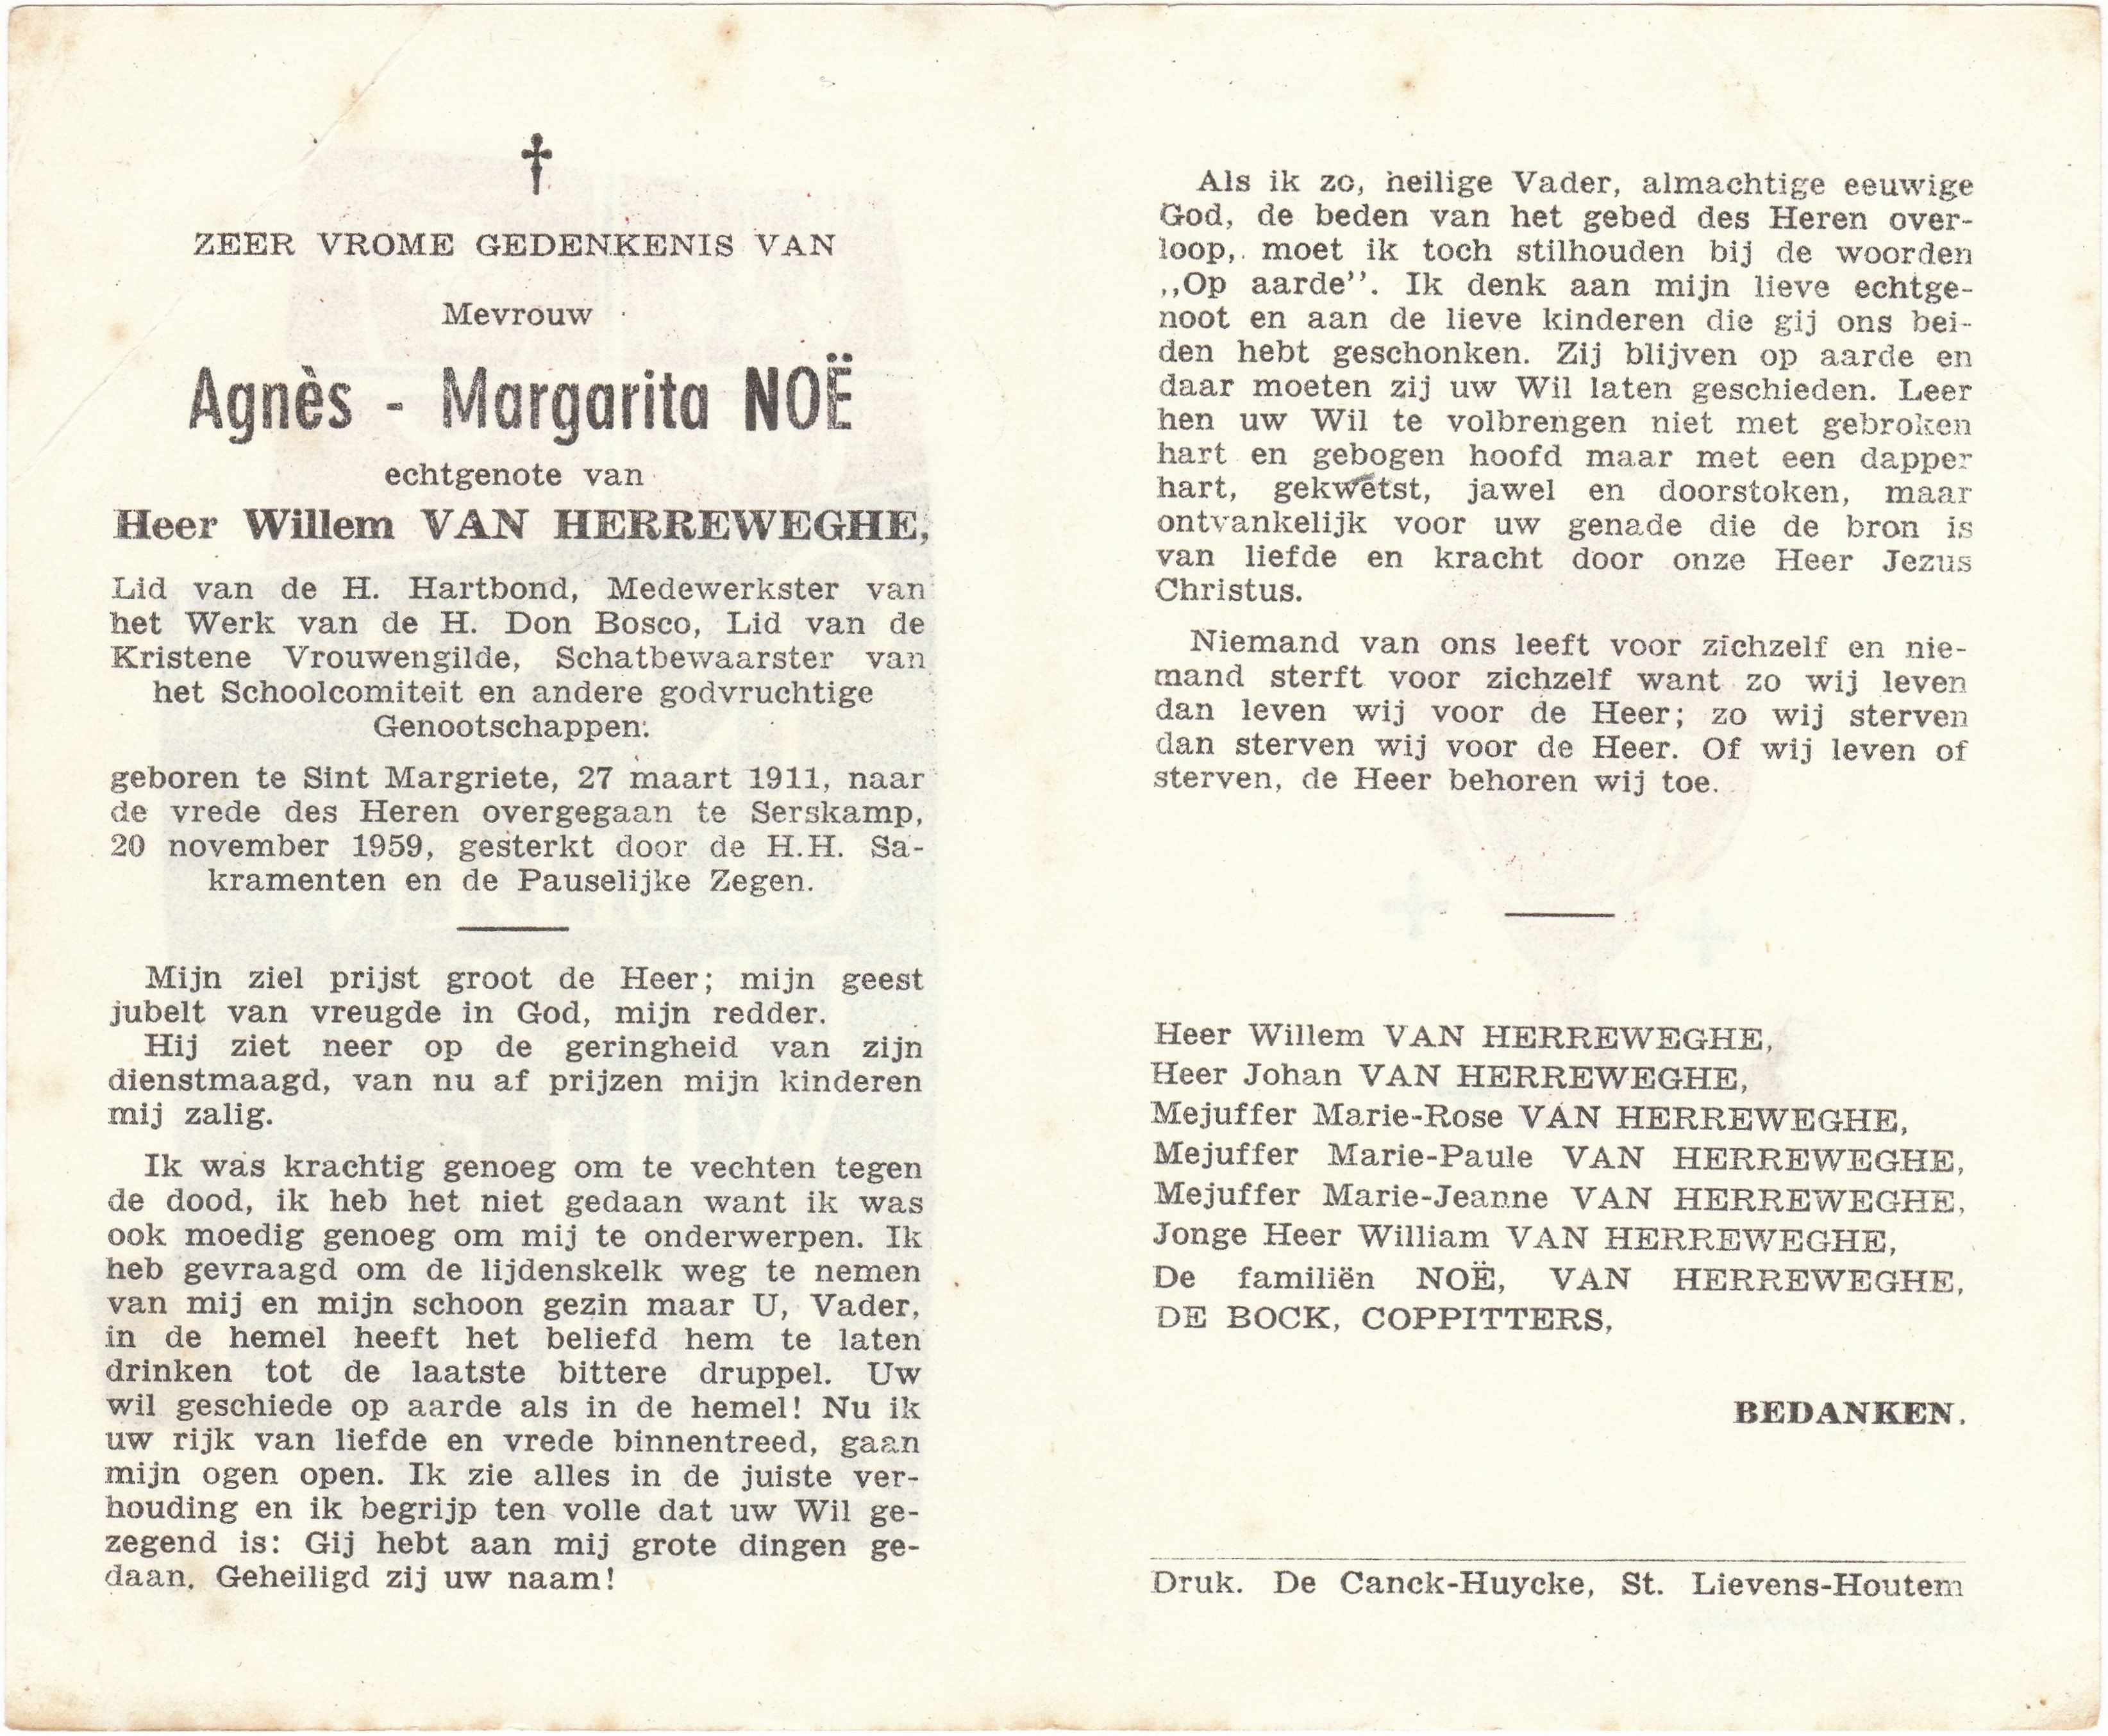 ZEER VROME GEDENKENIS VAN
Mevrouw
Agnès - Margarita NOË
echtgenote van
Heer Willem VAN HERREWEGHE,
Lid van de H. Hartbond, Medewerkster van
het Werk van de H. Don Bosco, Lid van de
Kristene Vrouwengilde, Schatbewaarster van
het Schoolcomiteit en andere godvruchtige
Genootschappen:
geboren te Sint Margriete, 27 maart 1911, naar
de vrede des Heren overgegaan te Serskamp,
20 november 1959, gesterkt door de H.H. Sa-
kramenten en de Pauselijke Zegen.
Mijn ziel prijst groot de Heer; mijn geest
jubelt van vreugde in God, mijn redder.
Hij ziet neer op de geringheid van zijn
dienstmaagd, van nu af prijzen mijn kinderen
mij zalig.
Ik was krachtig genoeg om te vechten tegen
de dood, ik heb het niet gedaan want ik was
ook moedig genoeg om mij te onderwerpen. Ik
heb gevraagd om de lijdenskelk weg te nemen
van mij en mijn schoon gezin maar U, Vader,
in de hemel heeft het beliefd hem te laten
drinken tot de laatste bittere druppel. Uw
wil geschiede op aarde als in de hemel! Nu ik
uw rijk van liefde en vrede binnentreed, gaan
mijn ogen open. Ik zie alles in de juiste ver-
houding en ik begrijp ten volle dat uw Wil ge-
zegend is: Gij hebt aan mij grote dingen ge-
daan. Geheiligd zij uw naam!
Als ik zo, heilige Vader, almachtige eeuwige
God, de beden van het gebed des Heren over-
loop, moet ik toch stilhouden bij de woorden
,,Op aarde’’. Ik denk aan mijn lieve echtge-
noot en aan de lieve kinderen die gij ons bei-
den hebt geschonken. Zij blijven op aarde en
daar moeten zij uw Wil laten geschieden. Leer
hen uw Wil te volbrengen niet met gebroken
hart en gebogen hoofd maar met een dapper
hart, gekwetst, jawel en doorstoken, maar
ontvankelijk voor uw genade die de bron is
van liefde en kracht door onze Heer Jezus
Christus.
Niemand van ons leeft voor zichzelf en nie-
mand sterft voor zichzelf want zo wij leven
dan leven wij voor de Heer; zo wij sterven
dan sterven wij voor de Heer. Of wij leven of
sterven, de Heer behoren wij toe.
Heer Willem VAN HERREWEGHE,
Heer Johan VAN HERREWEGHE,
Mejuffer Marie-Rose VAN HERREWEGHE,
Mejuffer Marie-Paule VAN HERREWEGHE,
Mejuffer Marie-Jeanne VAN HERREWEGHE,
Jonge Heer William VAN HERREWEGHE,
De familiën NOË, VAN HERREWEGHE,
DE BOCK, COPPITTERS,
BEDANKEN.
Druk. De Canck-Huycke, St. Lievens-Houtem